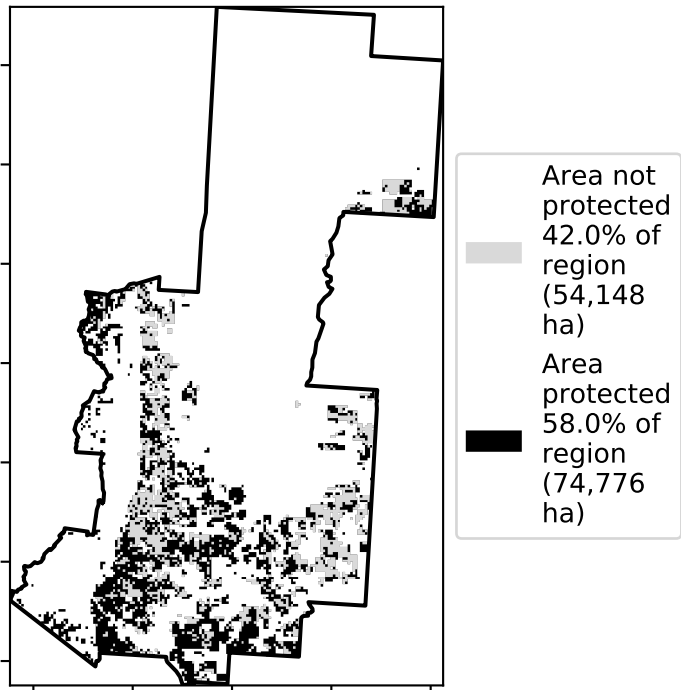 Area not
protected
42.0% of
region
(54,148
ha)
Area
protected
58.0% of
region
(74,776
ha)